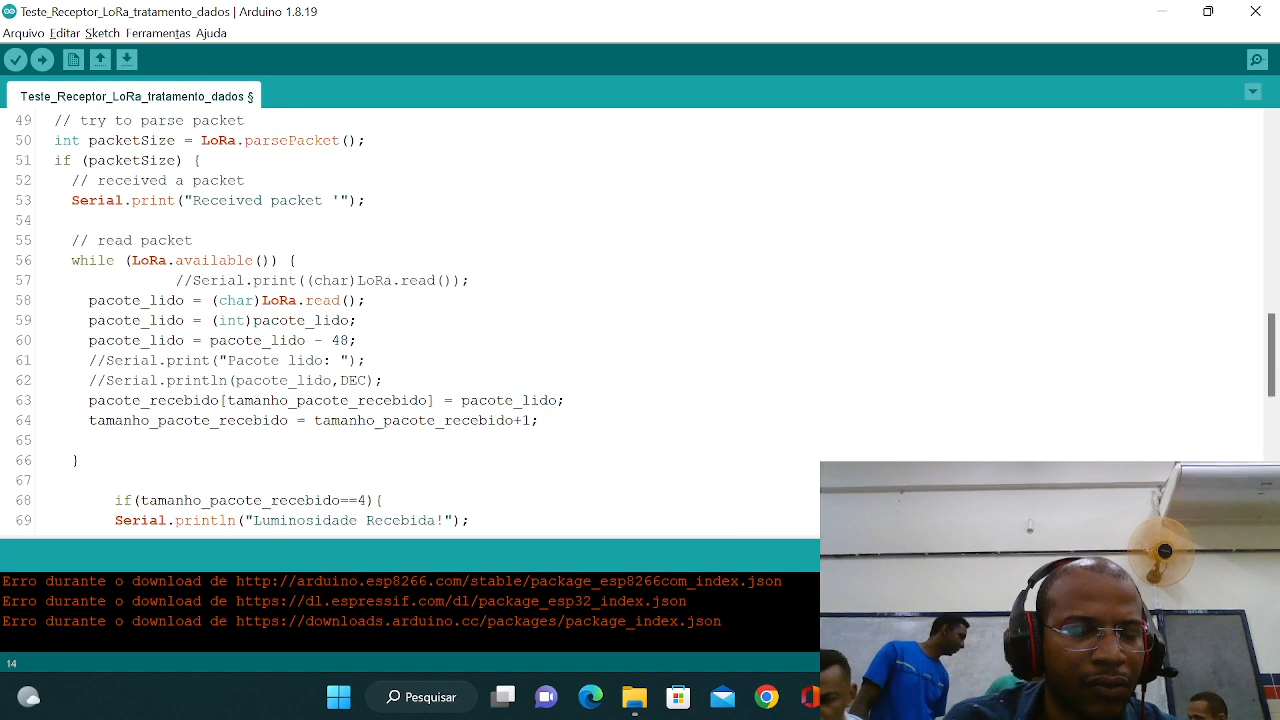 Teste_Receptor_LoRa_tratamento_dados | Arduino 1.8.19
Arquivo Editar Sketch Ferramentas Ajuda
Teste_Receptor_LoRa_tratamento_dados §
49 // try to parse packet
50 int packetSize = LoRa.parsePacket();
51 if (packetSize) {
52 // received a packet
53 Serial.print("Received packet '");
54
55 // read packet
56 while (LoRa.available()) {
57 //Serial.print((char)LoRa.read());
58 pacote_lido = (char)LoRa.read();
59 pacote_lido = (int)pacote_lido;
60 pacote_lido = pacote_lido - 48;
61 //Serial.print("Pacote lido: ");
62 //Serial.println(pacote_lido,DEC);
63 pacote_recebido[tamanho_pacote_recebido] = pacote_lido;
64 tamanho_pacote_recebido = tamanho_pacote_recebido+1;
65
66 }
67
68 if(tamanho_pacote_recebido==4){
69 Serial.println("Luminosidade Recebida!");
Erro durante o download de http://arduino.esp8266.com/stable/package_esp8266com_index.json
Erro durante o download de https://dl.espressif.com/dl/package_esp32_index.json
Erro durante o download de https://downloads.arduino.cc/packages/package_index.json
14
Pesquisar